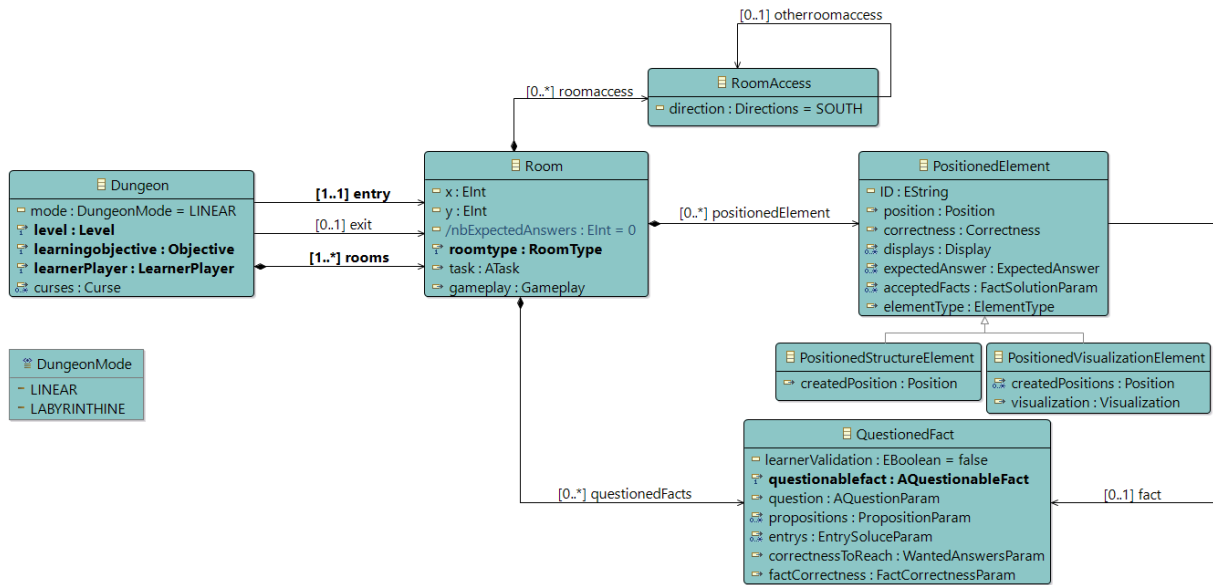 [0..1] otherroomaccess
RoomAccess
direction : Directions = SOUTH
[0..*] roomaccess
Dungeon
mode : DungeonMode = LINEAR
level : Level
learningobjective : Objective
learnerPlayer : LearnerPlayer
curses : Curse
[1..1] entry
[0..1] exit
[1..*] rooms
Room
x : EInt
y : EInt
/nbExpectedAnswers : EInt = 0
roomtype : RoomType
task : ATask
gameplay : Gameplay
[0..*] positionedElement
PositionedElement
ID : EString
position : Position
correctness : Correctness
displays : Display
expectedAnswer : ExpectedAnswer
acceptedFacts : FactSolutionParam
elementType : ElementType
DungeonMode
LINEAR
LABYRINTHINE
PositionedStructureElement
createdPosition : Position
PositionedVisualizationElement
createdPositions : Position
visualization : Visualization
[0..*] questionedFacts
QuestionedFact
learnerValidation : EBoolean = false
questionablefact : AQuestionableFact
question : AQuestionParam
propositions : PropositionParam
entrys : EntrySoluceParam
correctnessToReach : WantedAnswersParam
factCorrectness : FactCorrectnessParam
[0..1] fact